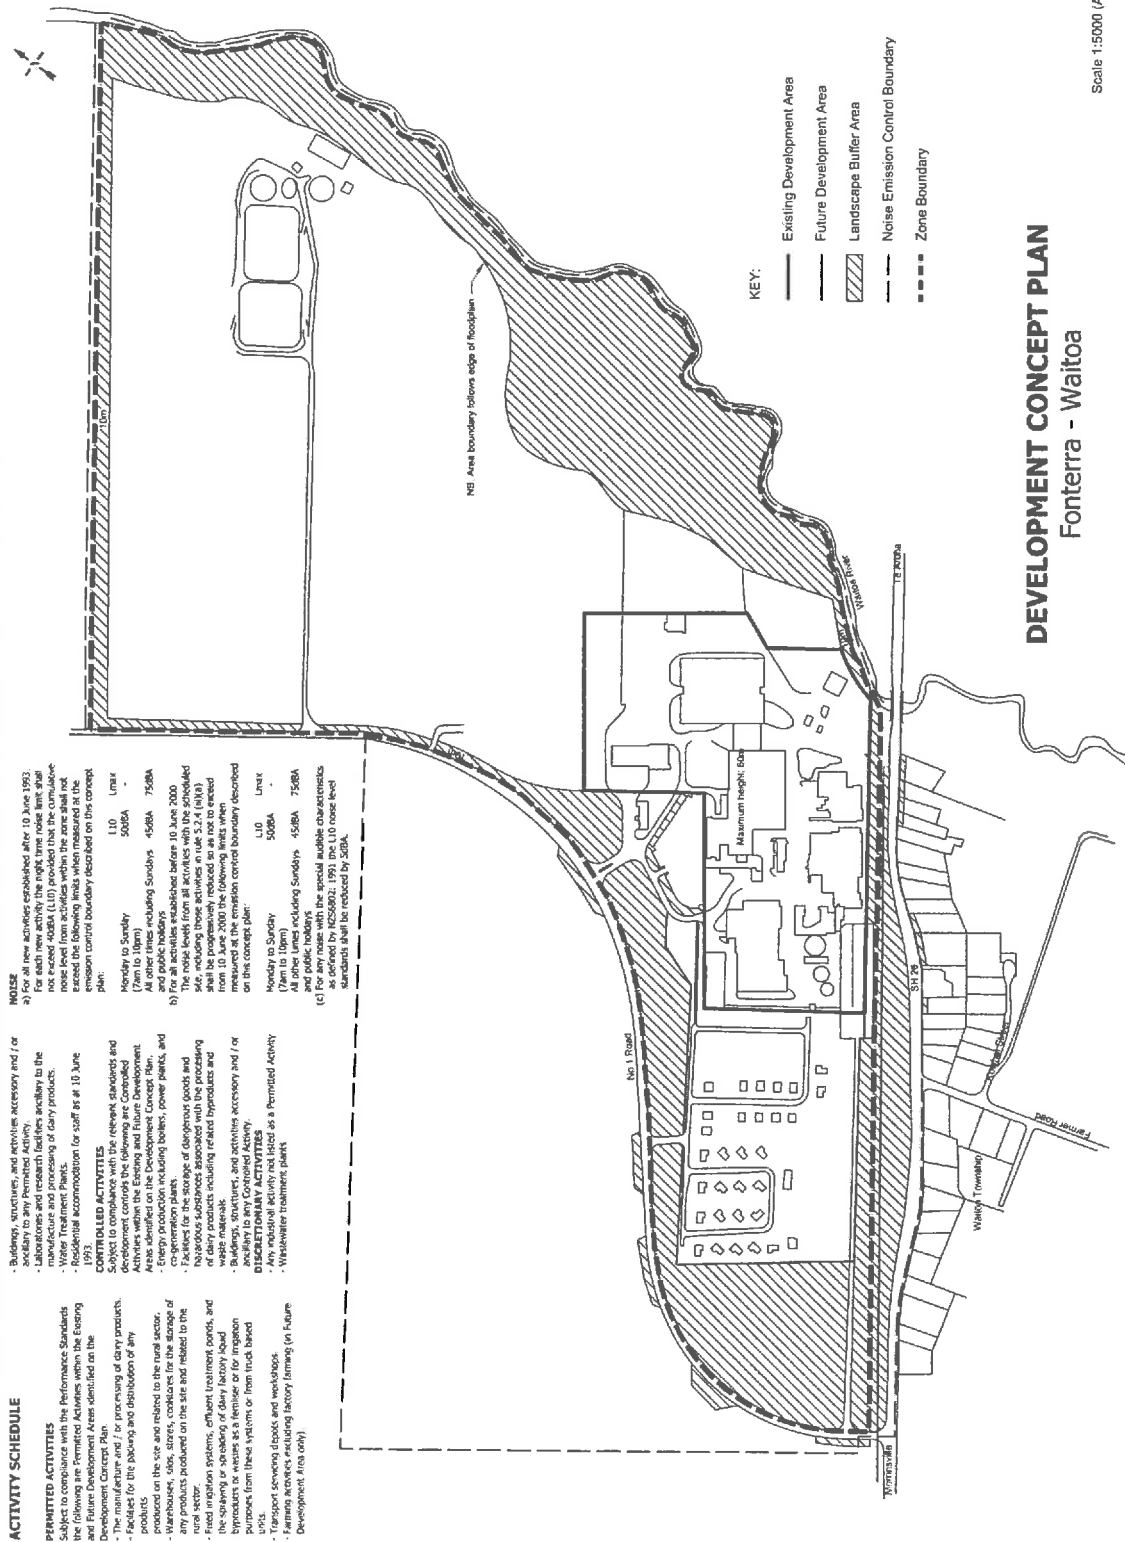 ACTIVITY SCHEDULE
PERMITTED ACTIVITIES
Subject to compliance with the Performance Standards
the following are Permitted Activities within the Existing
and Future Development Areas identified on the
Development Concept Plan.
- The manufacture and / or processing of dairy products.
- Facilities for the packing and distribution of any
products
produced on the site and related to the rural sector.
- Warehouses, silos, stores, coolstores for the storage of
any products produced on the site and related to the
rural sector.
- Fixed irrigation systems, effluent treatment ponds, and
the spraying or spreading of dairy factory liquid
byproducts or wastes as a fertiliser or for irrigation
purposes from these systems or from truck based
units.
- Transport servicing depots and workshops.
- Farming activities excluding factory farming (in Future
Development Area only)
- Buildings, structures, and activities accessory and / or
ancillary to any Permitted Activity.
- Laboratories and research facilities ancillary to the
manufacture and processing of dairy products.
- Water Treatment Plants.
- Residential accommodation for staff as at 10 June
1993.
CONTROLLED ACTIVITIES
Subject to compliance with the relevant standards and
development controls the following are Controlled
Activities within the Existing and Future Development
Areas identified on the Development Concept Plan.
- Energy production including boilers, power plants, and
co-generation plants.
- Facilities for the storage of dangerous goods and
hazardous substances associated with the processing
of dairy products including related byproducts and
waste materials
- Buildings, structures, and activities accessory and / or
ancillary to any Controlled Activity.
DISCRETIONARY ACTIVITIES
- Any industrial activity not listed as a Permitted Activity
- Wastewater treatment plants
NOISE
a) For all new activities established after 10 June 1993.
For each new activity the night time noise limit shall
not exceed 40dBA (L10) provided that the cumulative
noise level from activities within the zone shall not
exceed the following limits when measured at the
emission control boundary described on this concept
plan:
L10 Lmax
Monday to Sunday 50dBA -
(7am to 10pm)
All other times including Sundays 45dBA 75dBA
and public holidays
b) For all activities established before 10 June 2000
The noise levels from all activities with the scheduled
site, including those activities in rule 5.2.4 (ii)(a)
shall be progressively reduced so as not to exceed
from 10 June 2000 the following limits when
measured at the emission control boundary described
on this concept plan:
L10 Lmax
Monday to Sunday 50dBA -
(7am to 10pm)
All other times including Sundays 45dBA 75dBA
and public holidays
(c) For any noise with the special audible characteristics
as defined by NZS6802: 1991 the L10 noise level
standards shall be reduced by 5dBA.
10m
NB. Area boundary follows edge of floodplain
No 1 Road
Maximum height: 60m
Waitoa River
Te Aroha
SH 26
Farmer Road
Waitoa Township
Morrinsville
KEY:
Existing Development Area
Future Development Area
Landscape Buffer Area
Noise Emission Control Boundary
Zone Boundary
DEVELOPMENT CONCEPT PLAN
Fonterra - Waitoa
Scale 1:5000 (A